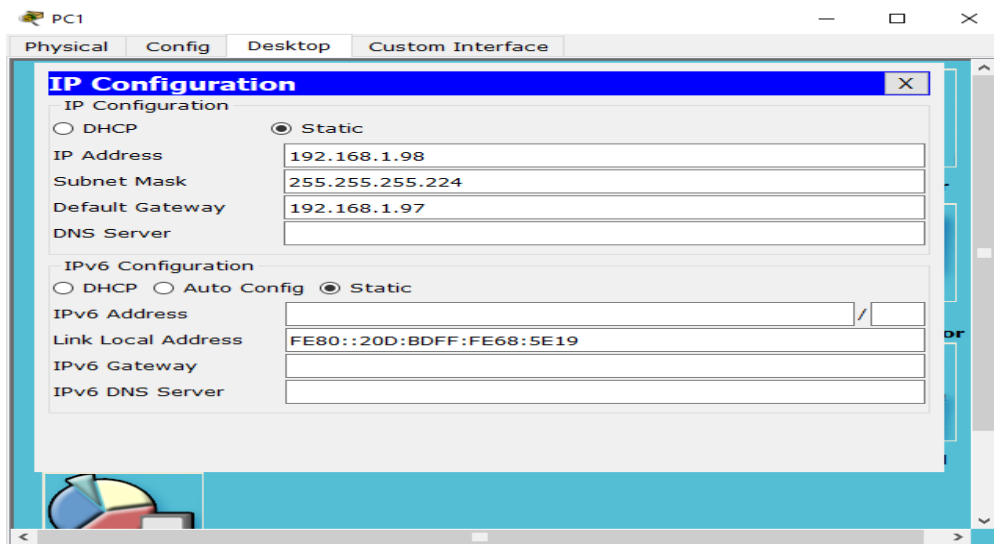 PC1
Physical Config Desktop Custom Interface
IP Configuration X
IP Configuration
DHCP Static
IP Address 192.168.1.98
Subnet Mask 255.255.255.224
Default Gateway 192.168.1.97
DNS Server
IPv6 Configuration
DHCP Auto Config Static
IPv6 Address /
Link Local Address FE80::20D:BDFF:FE68:5E19
IPv6 Gateway
IPv6 DNS Server